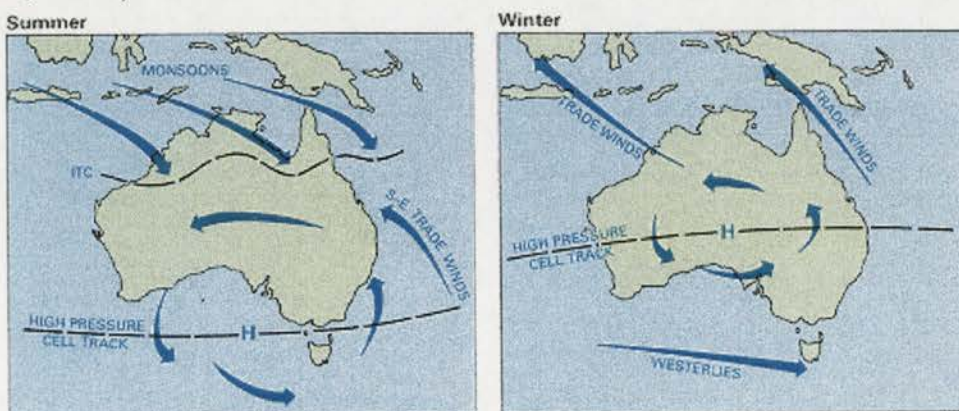 Summer
MONSOONS
ITC
S-E TRADE WINDS
HIGH PRESSURE
CELL TRACK
H
Winter
TRADE WINDS
TRADE WINDS
HIGH PRESSURE
CELL TRACK
H
WESTERLIES